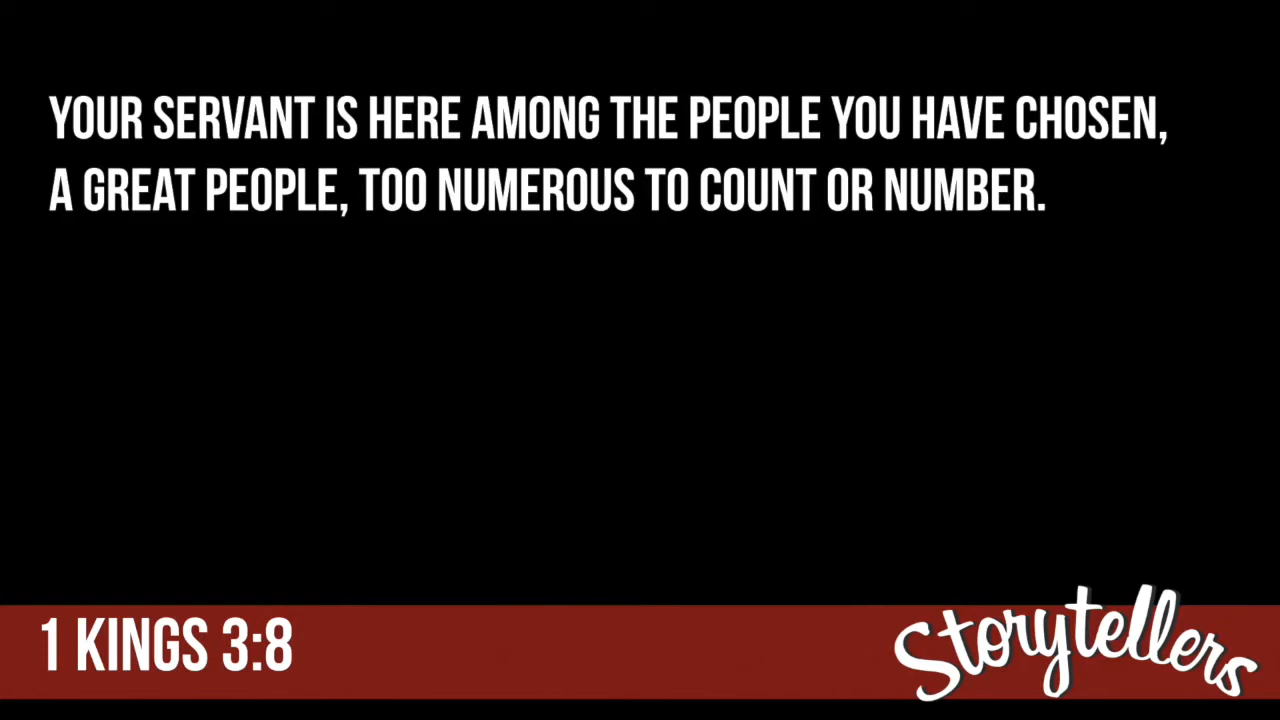 YOUR SERVANT IS HERE AMONG THE PEOPLE YOU HAVE CHOSEN,
A GREAT PEOPLE, TOO NUMEROUS TO COUNT OR NUMBER.
1 KINGS 3:8
Storytellers